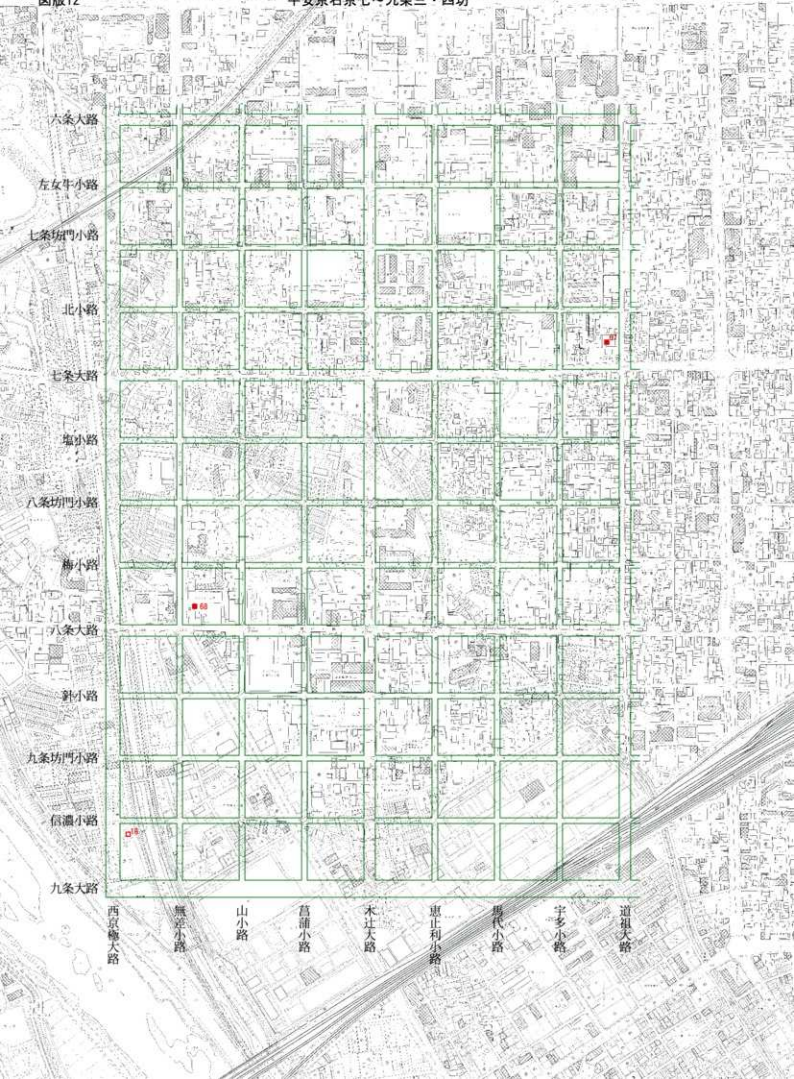 図版12
平安京右京七～九条三・四坊
六条大路
左女牛小路
七条坊門小路
北小路
七条大路
塩小路
八条坊門小路
梅小路
八条大路
針小路
九条坊門小路
信濃小路
九条大路
68
16
西京極大路
無差小路
山小路
菖蒲小路
木辻大路
恵止利小路
馬代小路
宇多小路
道祖大路